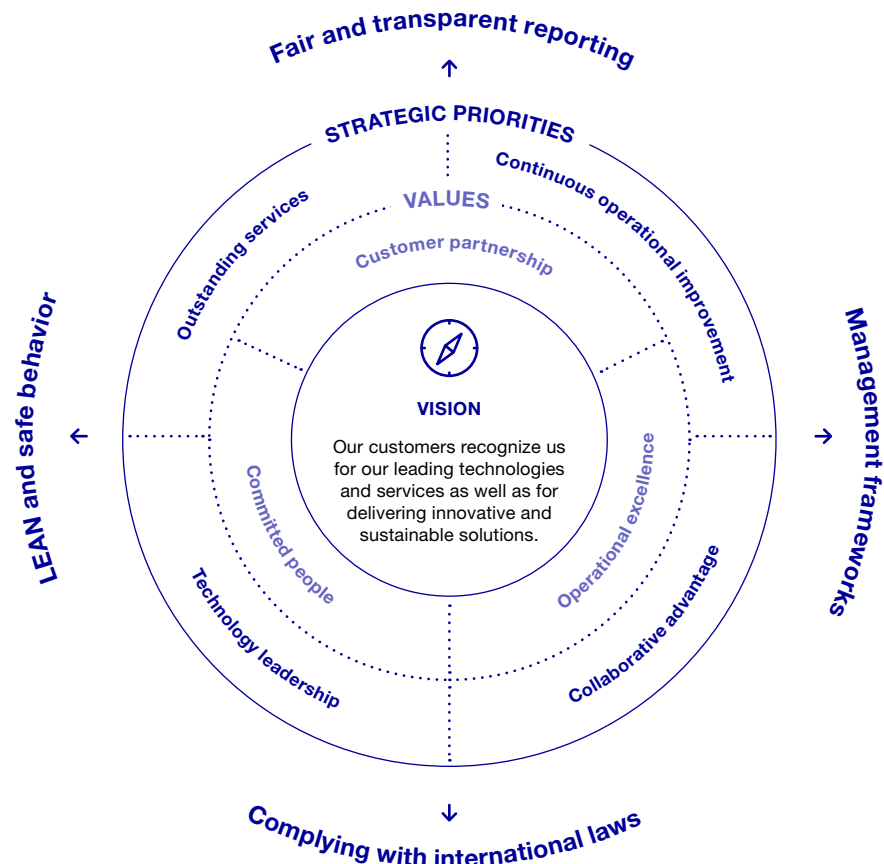 Fair and transparent reporting
STRATEGIC PRIORITIES
Continuous operational improvement
Outstanding services
VALUES
Customer partnership
LEAN and safe behavior
Management frameworks
VISION
Our customers recognize us
for our leading technologies
and services as well as for
delivering innovative and
sustainable solutions.
Committed people
Operational excellence
Technology leadership
Collaborative advantage
Complying with international laws